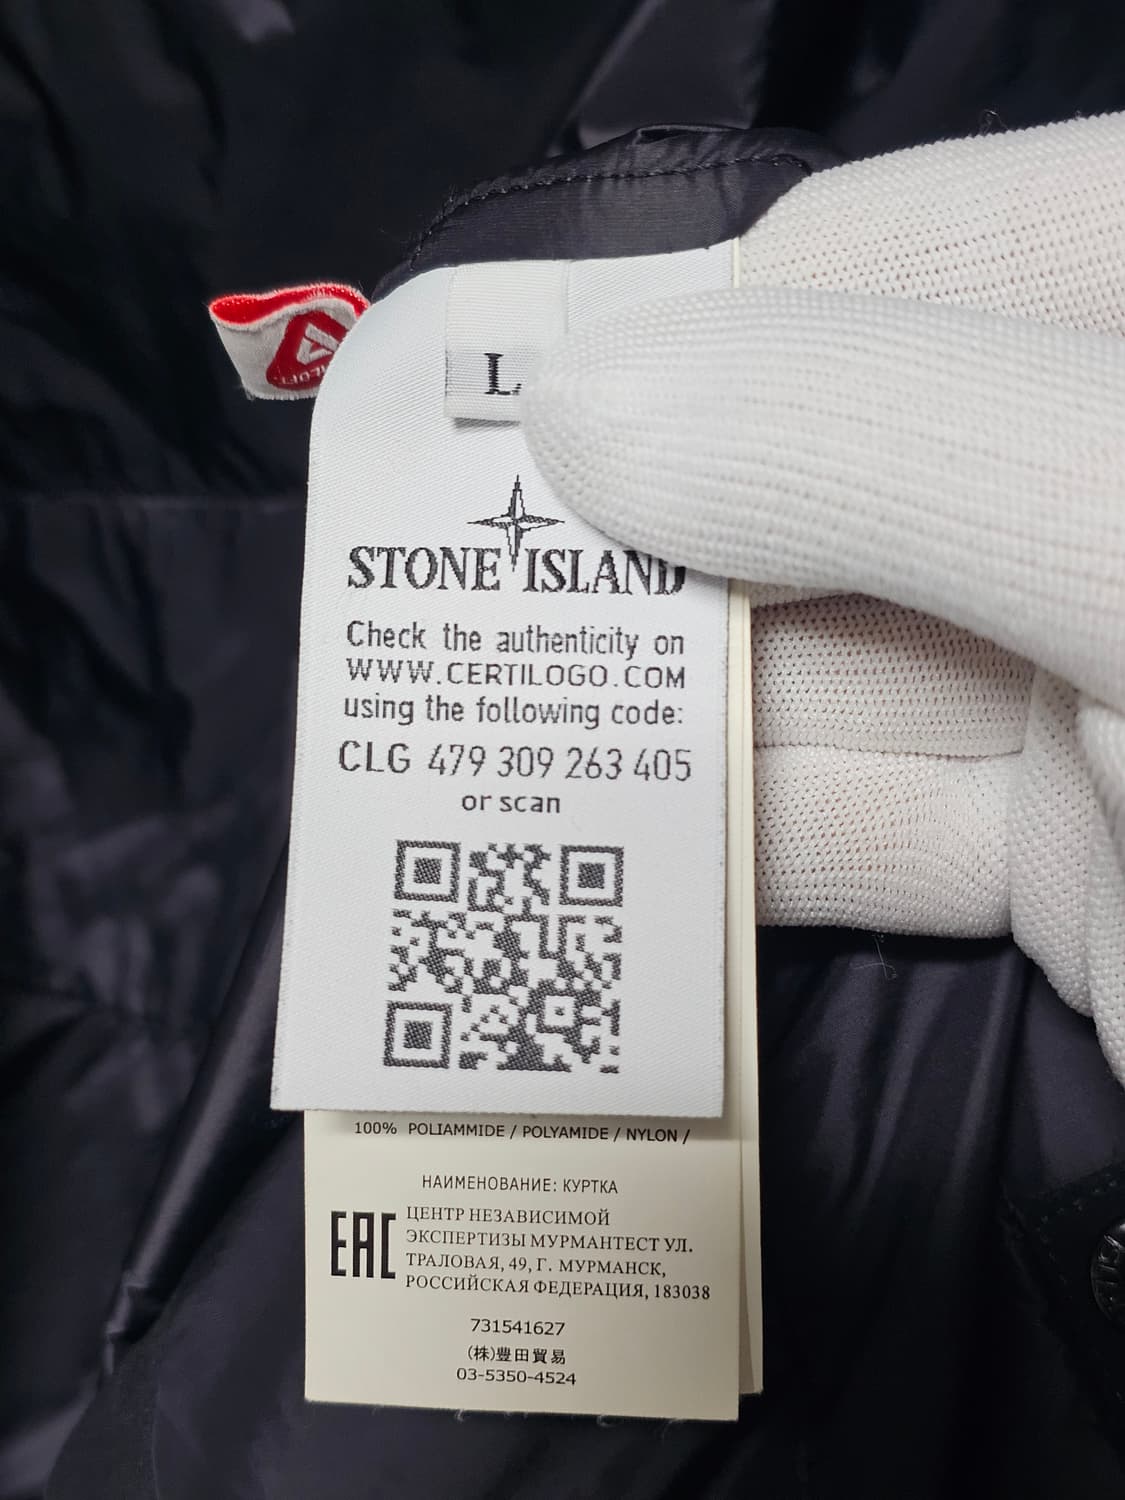 L
STONE ISLAND
Check the authenticity on
WWW.CERTILOGO.COM
using the following code:
CLG 479 309 263 405
or scan
100% POLIAMMIDE / POLYAMIDE / NYLON /
НАИМЕНОВАНИЕ: КУРТКА
EAC
ЦЕНТР НЕЗАВИСИМОЙ
ЭКСПЕРТИЗЫ МУРМАНТЕСТ УЛ.
ТРАЛОВАЯ, 49, Г. МУРМАНСК,
РОССИЙСКАЯ ФЕДЕРАЦИЯ, 183038
731541627
(株)豊田貿易
03-5350-4524